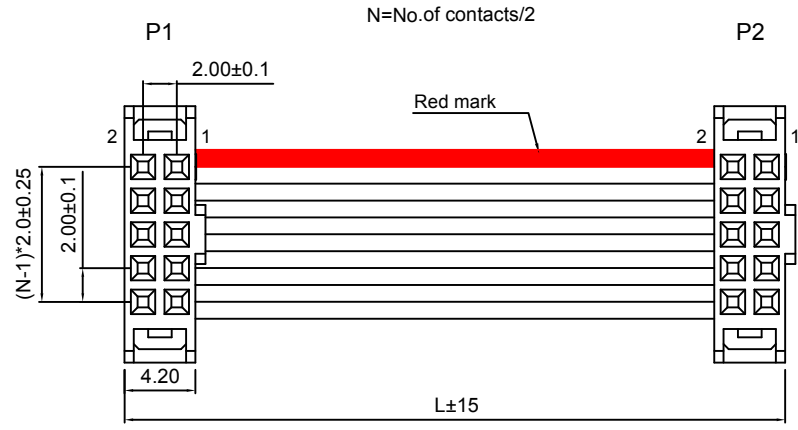 N=No.of contacts/2
P1
P2
2.00±0.1
Red mark
2
1
2
1
(N-1)*2.0±0.25
2.00±0.1
4.20
L±15